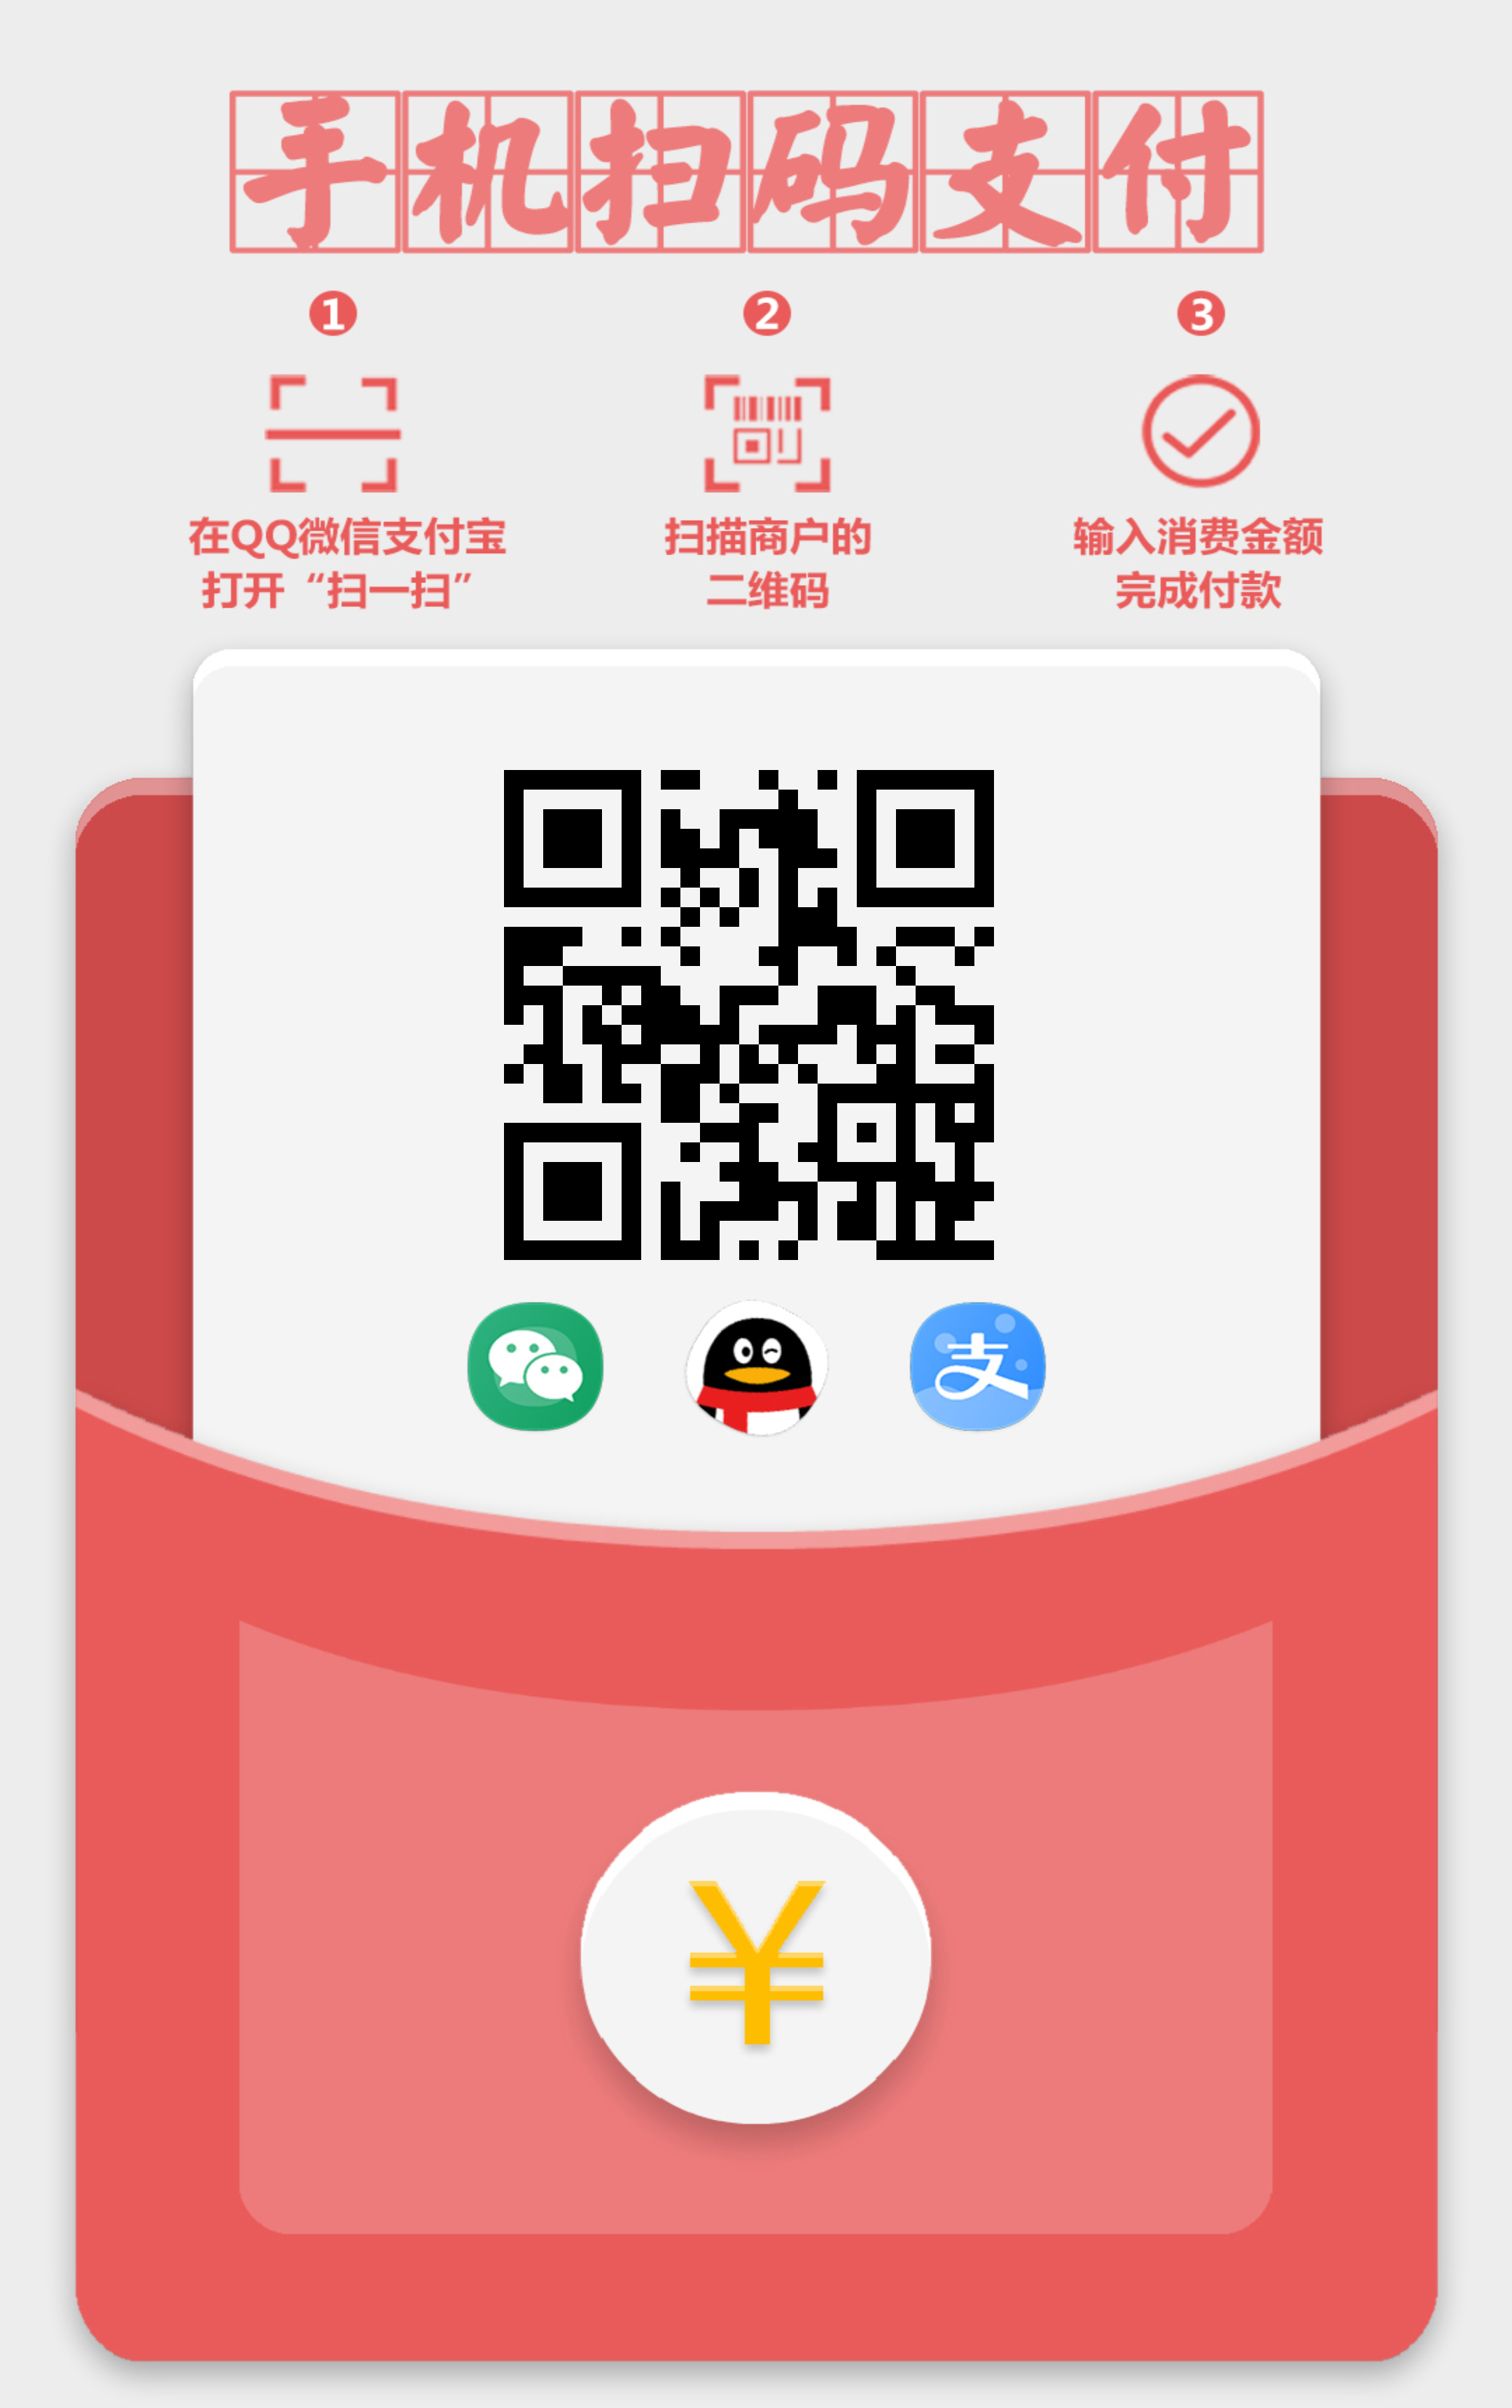 手机扫码支付
1
2
3
在QQ微信支付宝
打开“扫一扫”
扫描商户的
二维码
输入消费金额
完成付款
支
¥